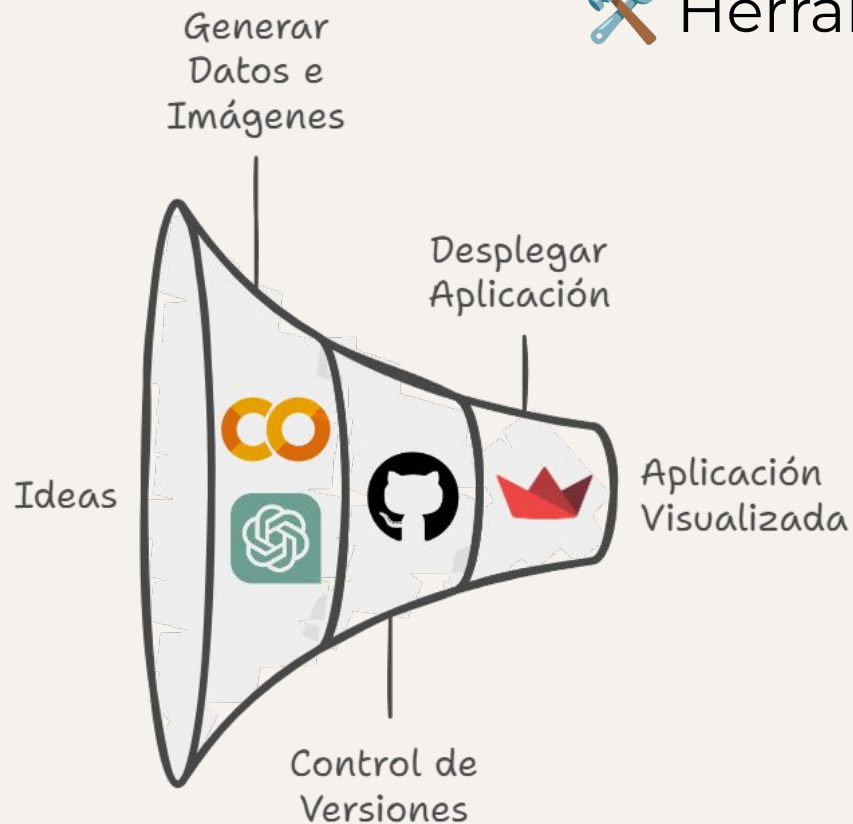 🛠️ Herra
Generar
Datos e
Imágenes
Desplegar
Aplicación
Ideas
Aplicación
Visualizada
Control de
Versiones